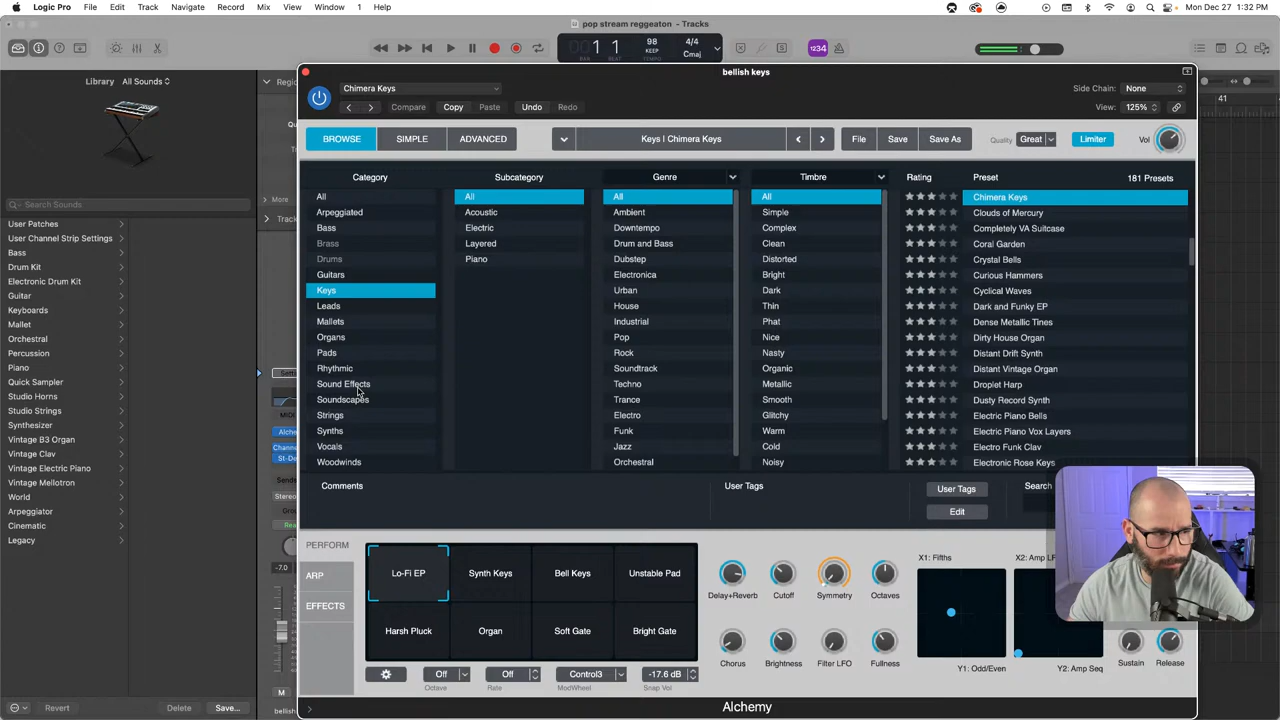 Logic Pro File Edit Track Navigate Record Mix View Window 1 Help
Mon Dec 27 1:32 PM
pop stream reggeaton - Tracks
1 1
98
KEEP
TEMPO
4/4
Cmaj
1234
41
Library All Sounds
Search Sounds
User Patches
User Channel Strip Settings
Bass
Drum Kit
Electronic Drum Kit
Guitar
Keyboards
Mallet
Orchestral
Percussion
Piano
Quick Sampler
Studio Horns
Studio Strings
Synthesizer
Vintage B3 Organ
Vintage Clav
Vintage Electric Piano
Vintage Mellotron
World
Arpeggiator
Cinematic
Legacy
Revert
Delete
Save...
-7.0
M
bellish keys
Chimera Keys
Side Chain: None
Compare Copy Paste Undo Redo
View: 125%
BROWSE SIMPLE ADVANCED
Keys | Chimera Keys
File Save Save As
Quality Great
Limiter
Vol
Category
All
Arpeggiated
Bass
Brass
Drums
Guitars
Keys
Leads
Mallets
Organs
Pads
Rhythmic
Sound Effects
Soundscapes
Strings
Synths
Vocals
Woodwinds
Subcategory
All
Acoustic
Electric
Layered
Piano
Genre
All
Ambient
Downtempo
Drum and Bass
Dubstep
Electronica
Urban
House
Industrial
Pop
Rock
Soundtrack
Techno
Trance
Electro
Funk
Jazz
Orchestral
Timbre
All
Simple
Complex
Clean
Distorted
Bright
Dark
Thin
Phat
Nice
Nasty
Organic
Metallic
Smooth
Glitchy
Warm
Cold
Noisy
Rating
Preset 181 Presets
Chimera Keys
Clouds of Mercury
Completely VA Suitcase
Coral Garden
Crystal Bells
Curious Hammers
Cyclical Waves
Dark and Funky EP
Dense Metallic Tines
Dirty House Organ
Distant Drift Synth
Distant Vintage Organ
Droplet Harp
Dusty Record Synth
Electric Piano Bells
Electric Piano Vox Layers
Electro Funk Clav
Electronic Rose Keys
Comments
User Tags
User Tags
Edit
Search
PERFORM
ARP
EFFECTS
Lo-Fi EP
Synth Keys
Bell Keys
Unstable Pad
Harsh Pluck
Organ
Soft Gate
Bright Gate
Off
Octave
Off
Rate
Control3
ModWheel
-17.6 dB
Snap Vol
Delay+Reverb
Cutoff
Symmetry
Octaves
Chorus
Brightness
Filter LFO
Fullness
X1: Fifths
Y1: Odd/Even
Y2: Amp Seq
Sustain
Release
Alchemy